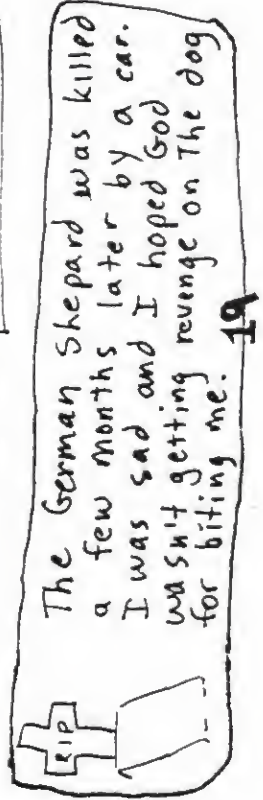 The German Shepard was killed
a few months later by a car.
I was sad and I hoped God
wasn't getting revenge on The dog
for biting me.
19
RIP